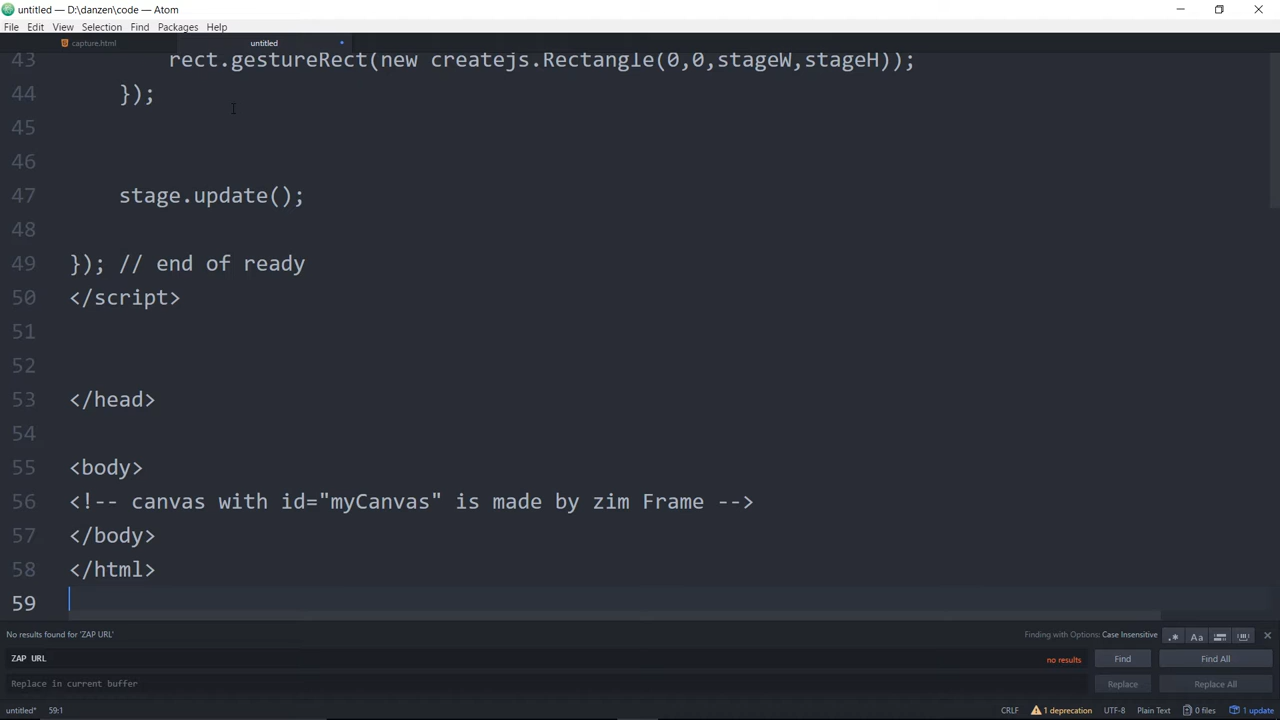 untitled — D:\danzen\code — Atom
File Edit View Selection Find Packages Help
capture.html untitled
43 rect.gestureRect(new createjs.Rectangle(0,0,stageW,stageH));
44 });
45
46
47 stage.update();
48
49 }); // end of ready
50 </script>
51
52
53 </head>
54
55 <body>
56 <!-- canvas with id="myCanvas" is made by zim Frame -->
57 </body>
58 </html>
59
No results found for 'ZAP URL' Finding with Options: Case Insensitive .* Aa
ZAP URL no results Find Find All
Replace in current buffer Replace Replace All
untitled* 59:1 CRLF 1 deprecation UTF-8 Plain Text 0 files 1 update